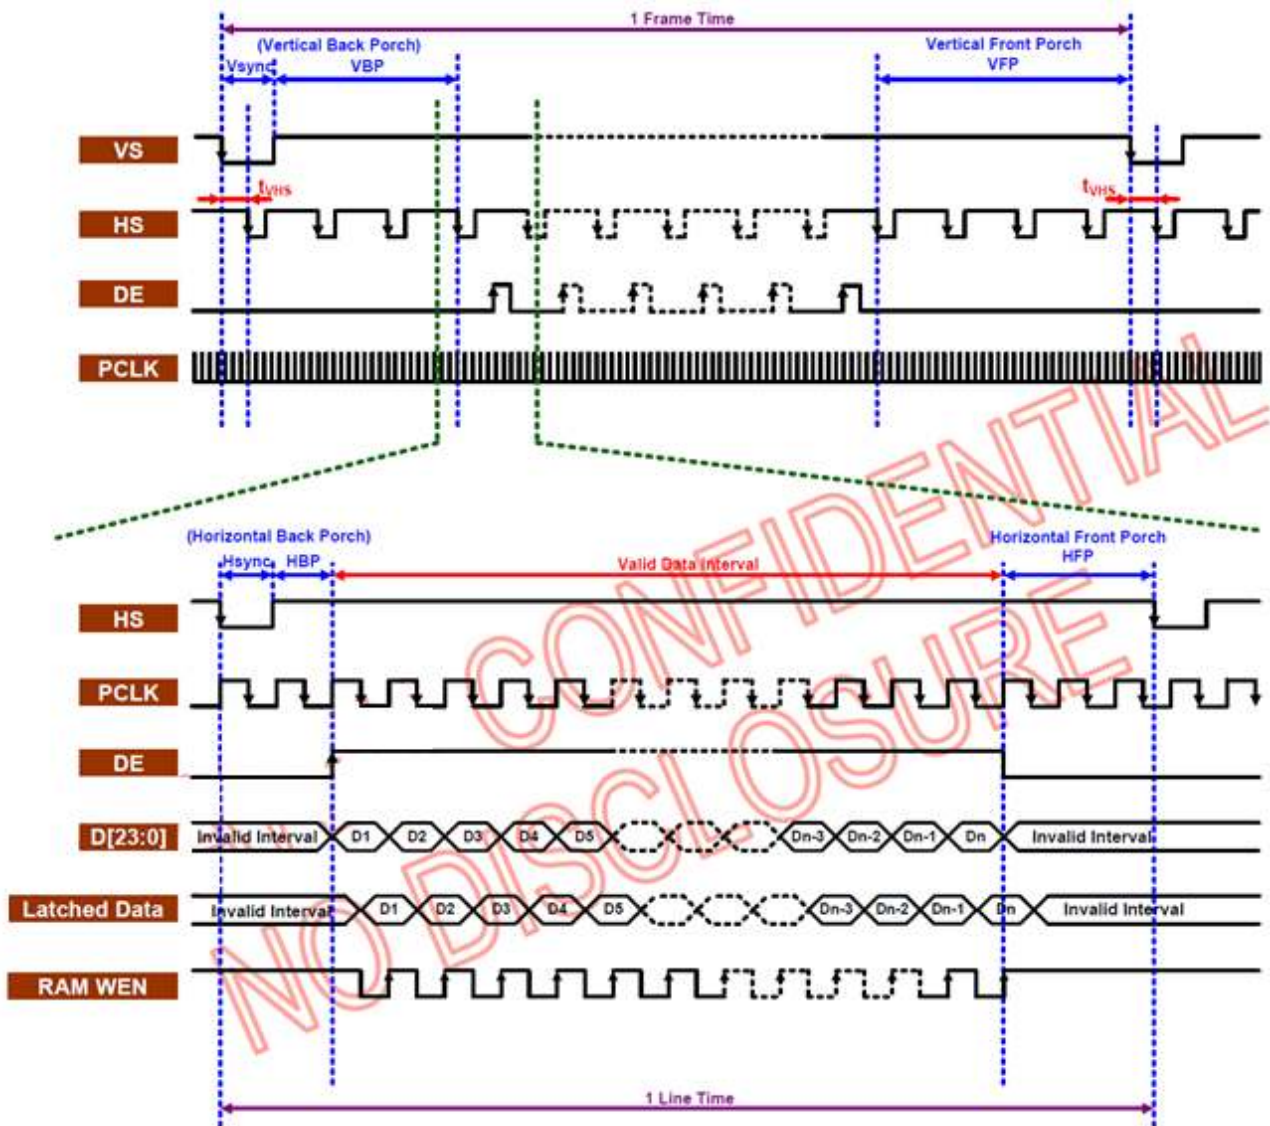 1 Frame Time
(Vertical Back Porch)
Vertical Front Porch
Vsync
VBP
VFP
VS
tVHS
tVHS
HS
DE
PCLK
(Horizontal Back Porch)
Horizontal Front Porch
Hsync
HBP
Valid Data Interval
HFP
HS
PCLK
DE
D[23:0]
Invalid Interval
D1
D2
D3
D4
D5
Dn-3
Dn-2
Dn-1
Dn
Invalid Interval
Latched Data
Invalid Interval
D1
D2
D3
D4
D5
Dn-3
Dn-2
Dn-1
Dn
Invalid Interval
RAM WEN
1 Line Time
CONFIDENTIAL
NO DISCLOSURE